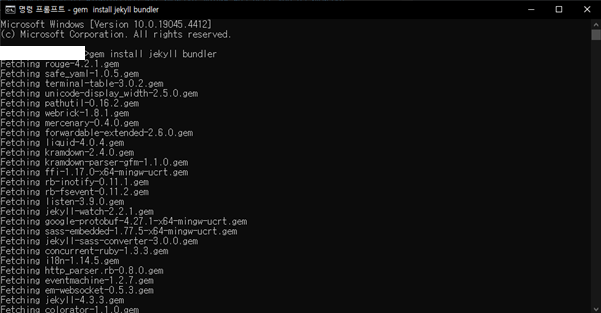 명령 프롬프트 - gem  install jekyll bundler
Microsoft Windows [Version 10.0.19045.4412]
(c) Microsoft Corporation. All rights reserved.
>gem install jekyll bundler
Fetching rouge-4.2.1.gem
Fetching safe_yaml-1.0.5.gem
Fetching terminal-table-3.0.2.gem
Fetching unicode-display_width-2.5.0.gem
Fetching pathutil-0.16.2.gem
Fetching webrick-1.8.1.gem
Fetching mercenary-0.4.0.gem
Fetching forwardable-extended-2.6.0.gem
Fetching liquid-4.0.4.gem
Fetching kramdown-2.4.0.gem
Fetching kramdown-parser-gfm-1.1.0.gem
Fetching ffi-1.17.0-x64-mingw-ucrt.gem
Fetching rb-inotify-0.11.1.gem
Fetching rb-fsevent-0.11.2.gem
Fetching listen-3.9.0.gem
Fetching jekyll-watch-2.2.1.gem
Fetching google-protobuf-4.27.1-x64-mingw-ucrt.gem
Fetching sass-embedded-1.77.5-x64-mingw-ucrt.gem
Fetching jekyll-sass-converter-3.0.0.gem
Fetching concurrent-ruby-1.3.3.gem
Fetching i18n-1.14.5.gem
Fetching http_parser.rb-0.8.0.gem
Fetching eventmachine-1.2.7.gem
Fetching em-websocket-0.5.3.gem
Fetching jekyll-4.3.3.gem
Fetching colorator-1.1.0.gem